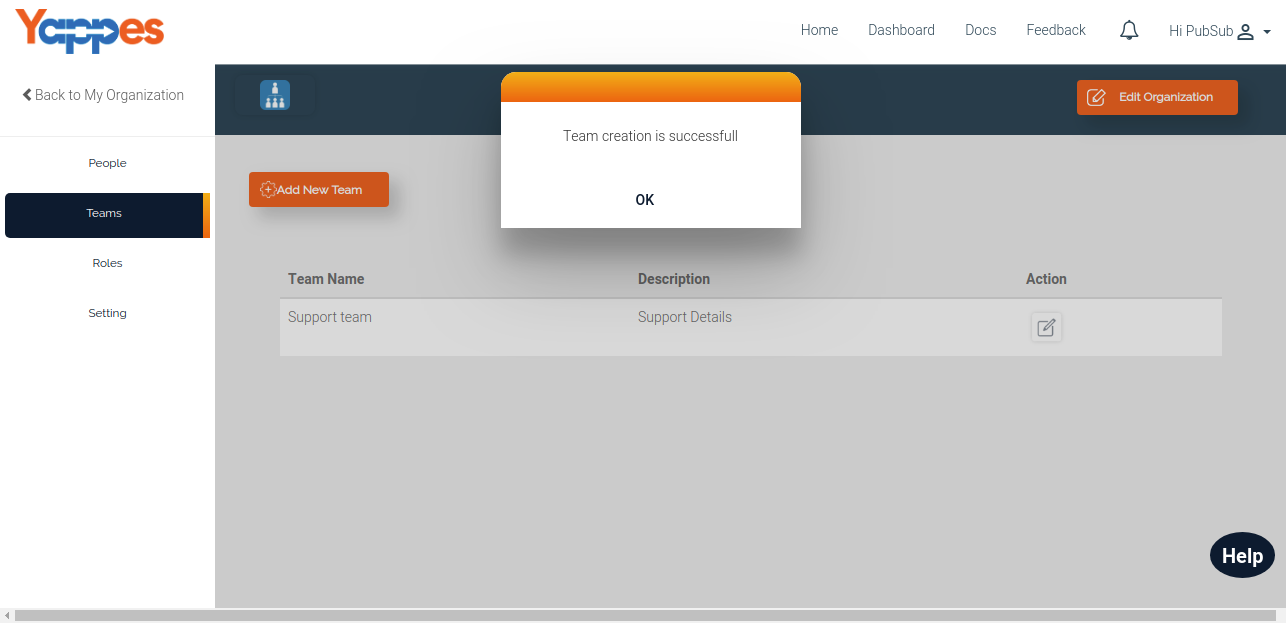 Yappes
Home Dashboard Docs Feedback Hi PubSub
Back to My Organization
Edit Organization
Team creation is successfull
OK
People
Teams
Roles
Setting
Add New Team
Team Name Description Action
Support team Support Details
Help